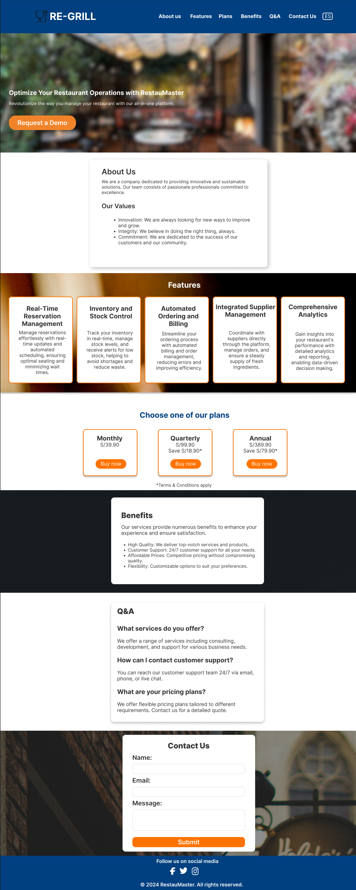 RE-GRILL
About us
Features
Plans
Benefits
Q&A
Contact Us
ES
Optimize Your Restaurant Operations with RestauMaster
Revolutionize the way you manage your restaurant with our all-in-one platform.
Request a Demo
About Us
We are a company dedicated to providing innovative and sustainable
solutions. Our team consists of passionate professionals committed to
excellence.
Our Values
• Innovation: We are always looking for new ways to improve
and grow.
• Integrity: We believe in doing the right thing, always.
• Commitment: We are dedicated to the success of our
customers and our community.
Features
Real-Time
Reservation
Management
Manage reservations
effortlessly with real-
time updates and
automated
scheduling, ensuring
optimal seating and
minimizing wait
times.
Inventory and
Stock Control
Track your inventory
in real-time, manage
stock levels, and
receive alerts for low
stock, helping to
avoid shortages and
reduce waste.
Automated
Ordering and
Billing
Streamline your
ordering process
with automated
billing and order
management,
reducing errors and
improving efficiency.
Integrated Supplier
Management
Coordinate with
suppliers directly
through the platform,
manage orders, and
ensure a steady
supply of fresh
ingredients.
Comprehensive
Analytics
Gain insights into
your restaurant's
performance with
detailed analytics
and reporting,
enabling data-driven
decision making.
Choose one of our plans
Monthly
S/39.90
Buy now
Quarterly
S/99.90
Save S/18.90*
Buy now
Annual
S/389.90
Save S/79.90*
Buy now
*Terms & Conditions apply
Benefits
Our services provide numerous benefits to enhance your
experience and ensure satisfaction.
• High Quality: We deliver top-notch services and products.
• Customer Support: 24/7 customer support for all your needs.
• Affordable Prices: Competitive pricing without compromising
quality.
• Flexibility: Customizable options to suit your preferences.
Q&A
What services do you offer?
We offer a range of services including consulting,
development, and support for various business needs.
How can I contact customer support?
You can reach our customer support team 24/7 via email,
phone, or live chat.
What are your pricing plans?
We offer flexible pricing plans tailored to different
requirements. Contact us for a detailed quote.
Contact Us
Name:
Email:
Message:
Submit
Follow us on social media
© 2024 RestauMaster. All rights reserved.